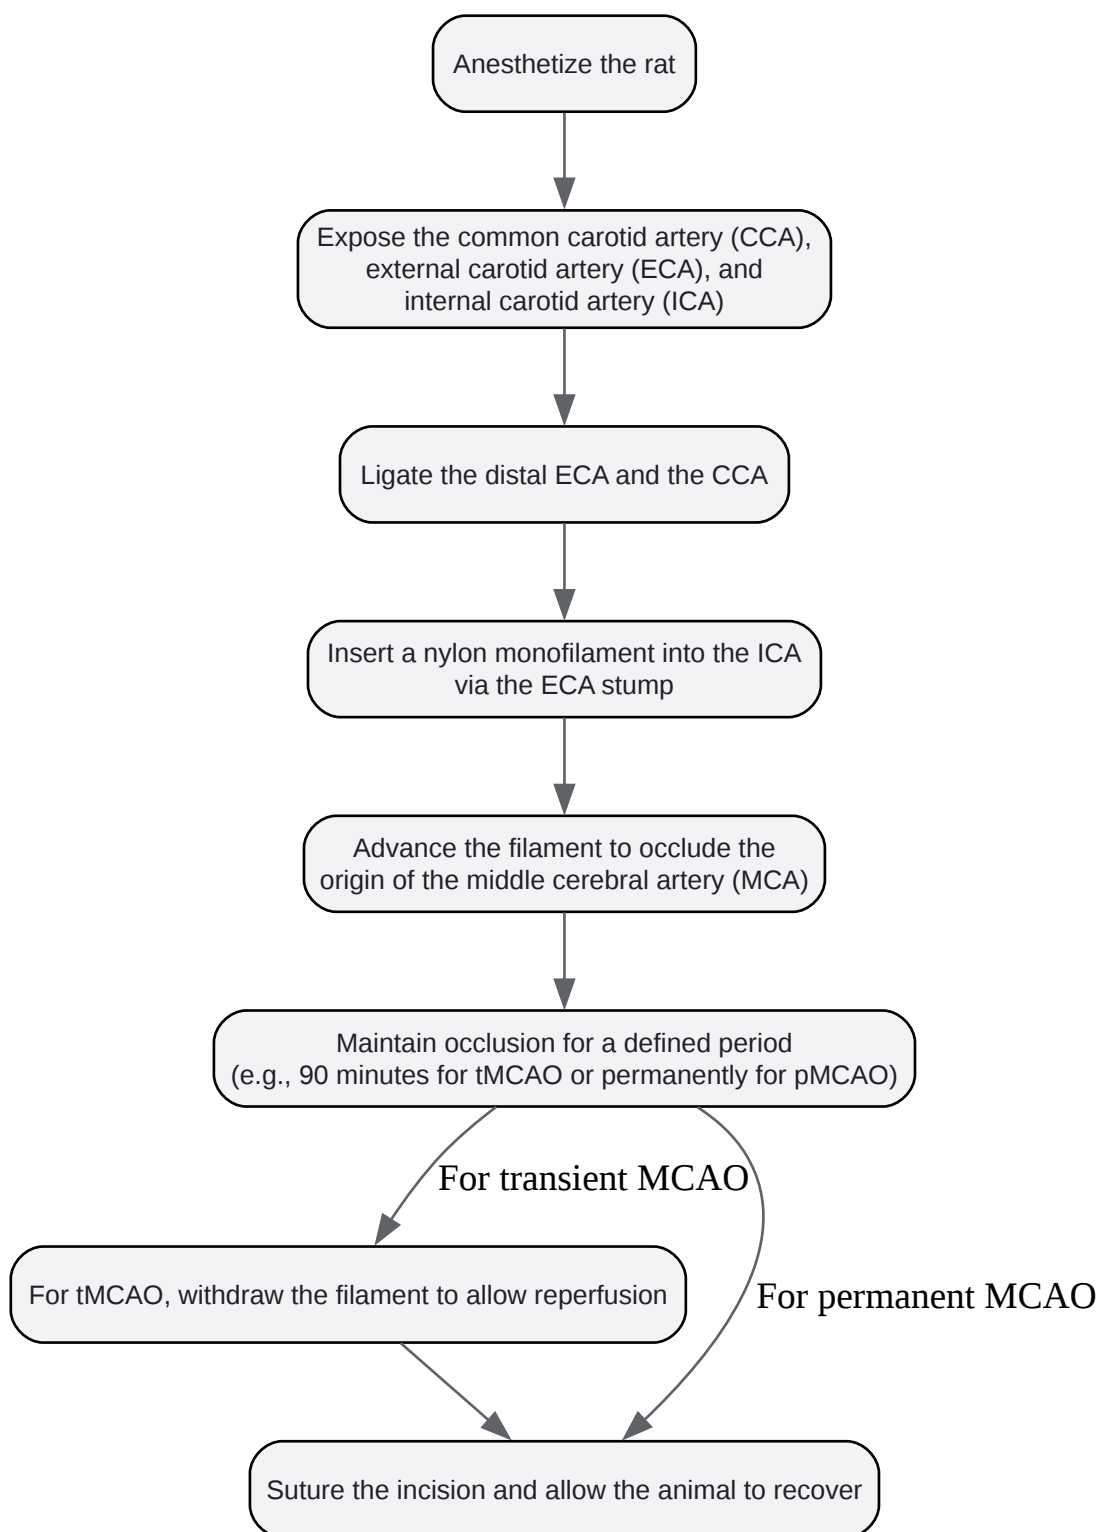 Anesthetize the rat
Expose the common carotid artery (CCA),
external carotid artery (ECA), and
internal carotid artery (ICA)
Ligate the distal ECA and the CCA
Insert a nylon monofilament into the ICA
via the ECA stump
Advance the filament to occlude the
origin of the middle cerebral artery (MCA)
Maintain occlusion for a defined period
(e.g., 90 minutes for tMCAO or permanently for pMCAO)
For transient MCAO
For tMCAO, withdraw the filament to allow reperfusion
For permanent MCAO
Suture the incision and allow the animal to recover